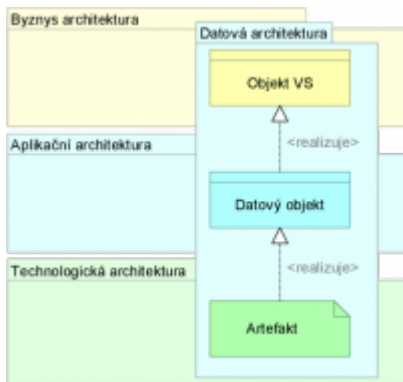 Byznys architektura
Datová architektura
Objekt VS
<realizuje>
Aplikační architektura
Datový objekt
<realizuje>
Technologická architektura
Artefakt